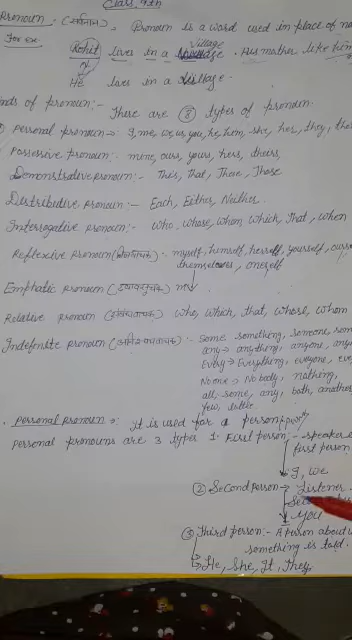 Class, 9th
Pronoun:- (सर्वनाम) Pronoun is a word used in place of
For ex. Village
Rohit lives in a His mother like him
or
He lives in a village.
Kinds of pronoun:-
There are 8 types of pronoun.
Personal pronoun:- I, me, we, us, you, he, him, she, her, they,
Possessive pronoun:- mine, ours, yours, hers, theirs,
Demonstrative pronoun:- This, That, These, Those
Distributive pronoun:- Each, Either, Neither.
Interrogative pronoun:- Who, whose, whom, which, That, when
Reflexive Pronoun myself, himself, herself, yourself,
themselves, oneself
Emphatic pronoun
Relative pronoun who, which, that, whose, whom
Indefinite pronoun :- some, something, someone,
any → anything, anyone,
Every → Everything, everyone,
No one → Nobody, nothing,
all, some, any, both,
few,
Personal pronoun:- It is used for a person
Personal pronouns are 3 types 1. First person:- speaker
first person
I, We
② Second person → Listener
You
③ Third person:- A person about
something is told.
He, She, It, They.